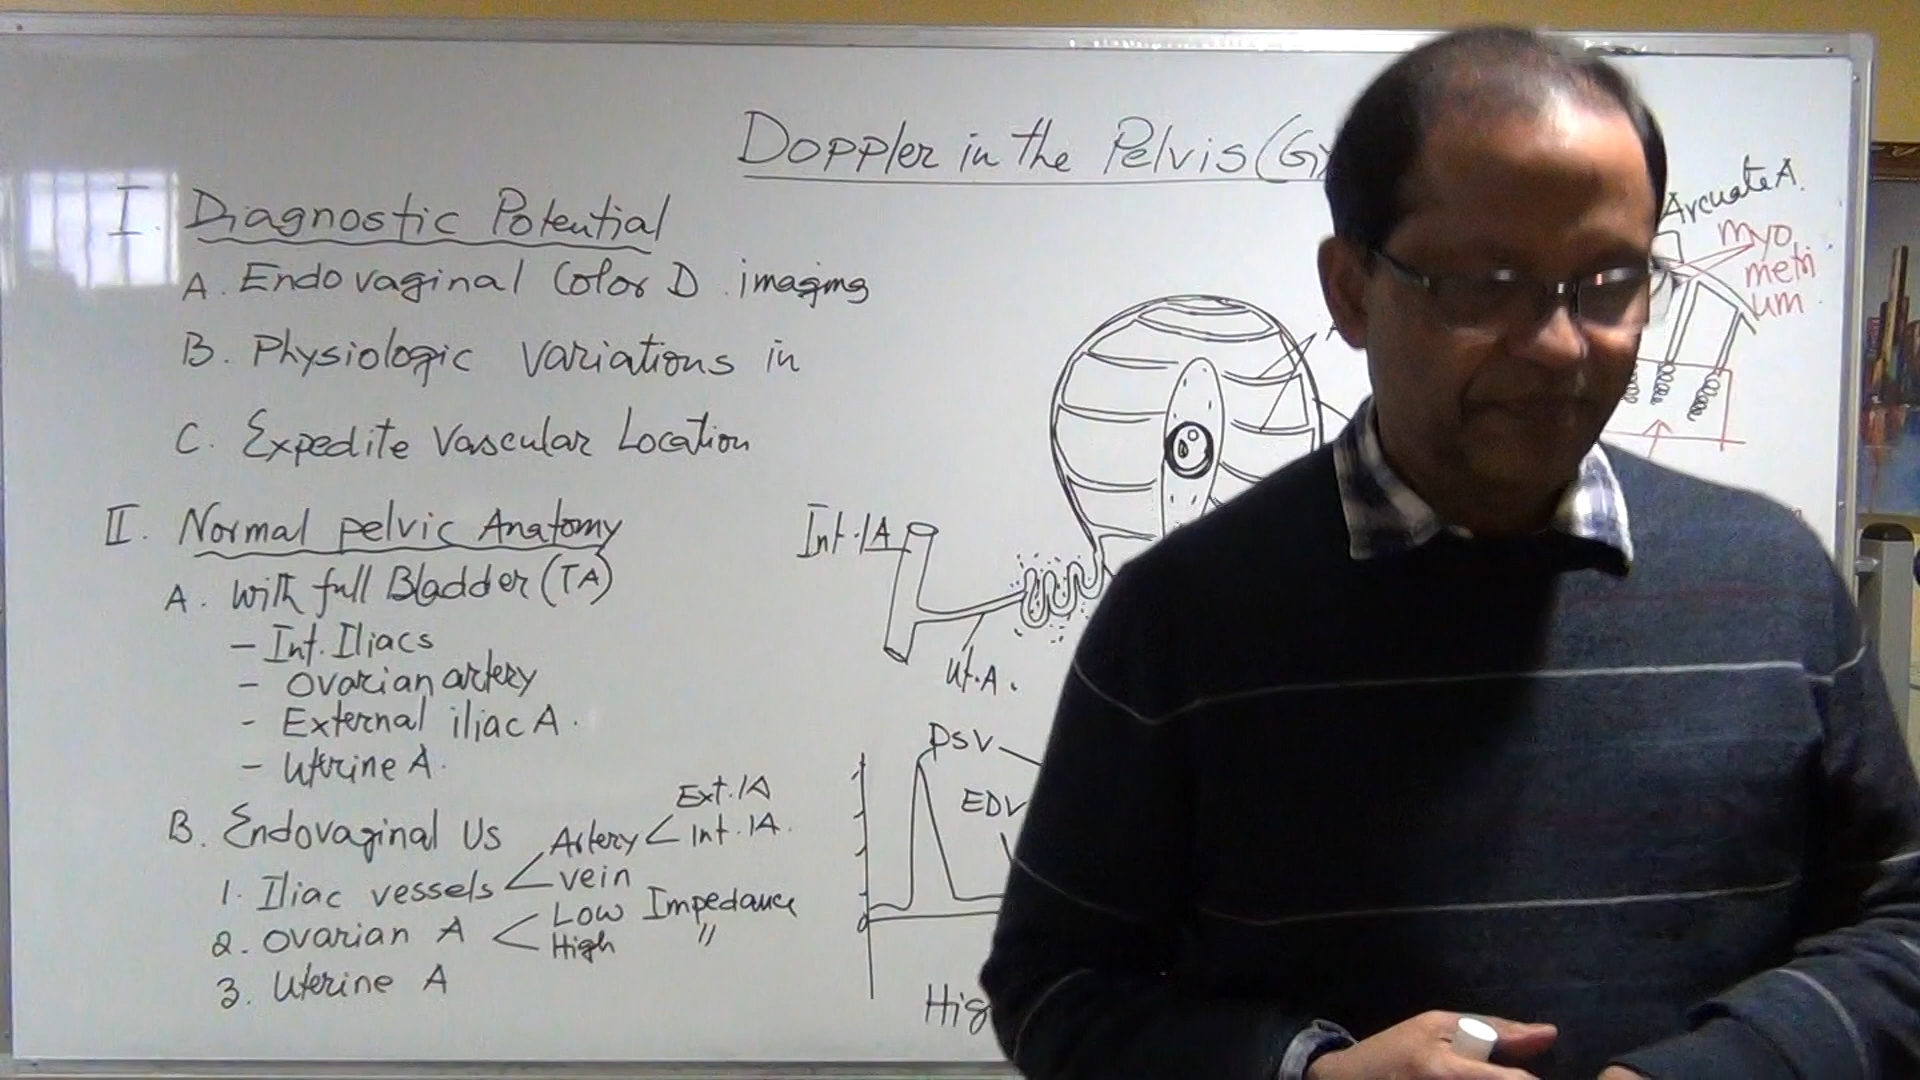 Doppler in the Pelvis (Gy
I. Diagnostic Potential
A. Endovaginal Color D. imaging
B. Physiologic variations in
C. Expedite Vascular Location
II. Normal pelvic Anatomy
A. With full Bladder (TA)
- Int. Iliacs
- Ovarian artery
- External iliac A.
- Uterine A.
B. Endovaginal Us
1. Iliac vessels < Artery < Ext. IA
Int. IA.
vein
2. Ovarian A < Low Impedance
High "
3. Uterine A
Int. IA
Ut. A.
PSV
EDV
0
Hig
Arcuate A.
Myo
metri
um